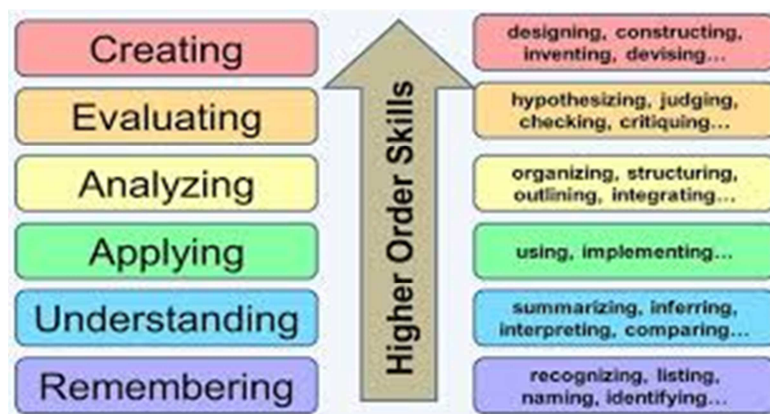 Creating
designing, constructing,
inventing, devising...
Evaluating
hypothesizing, judging,
checking, critiquing...
Analyzing
organizing, structuring,
outlining, integrating...
Applying
using, implementing...
Understanding
summarizing, inferring,
interpreting, comparing...
Remembering
recognizing, listing,
naming, identifying...
Higher Order Skills